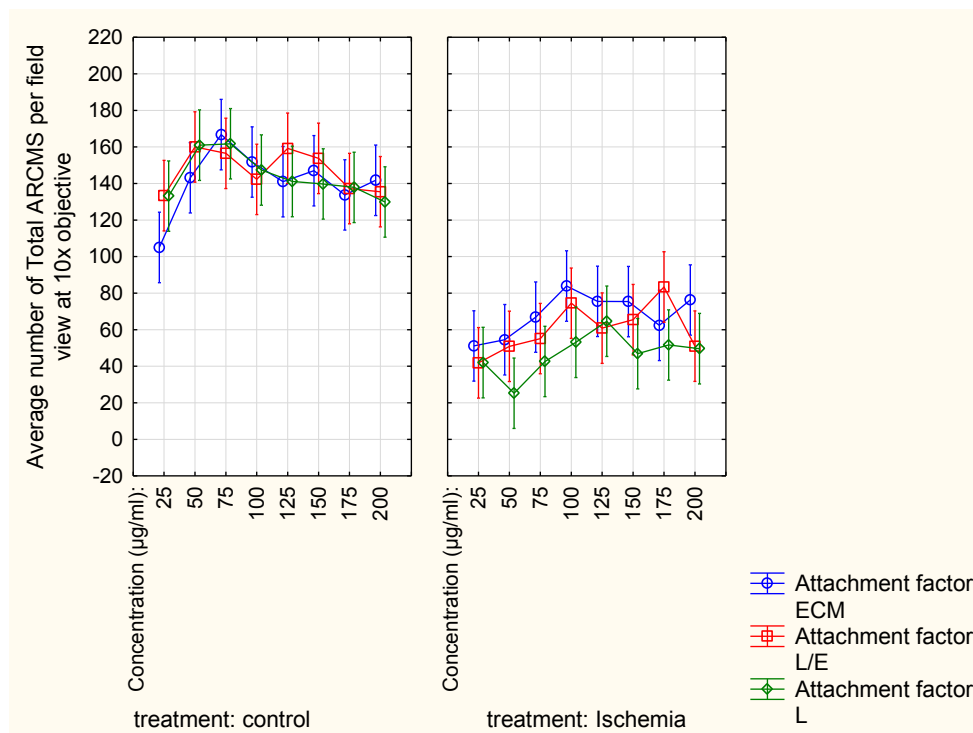 Average number of Total ARCMS per field
view at 10x objective
220
200
180
160
140
120
100
80
60
40
20
0
-20
Concentration (µg/ml):
25
50
75
100
125
150
175
200
treatment: control
Concentration (µg/ml):
25
50
75
100
125
150
175
200
treatment: Ischemia
Attachment factor
ECM
Attachment factor
L/E
Attachment factor
L